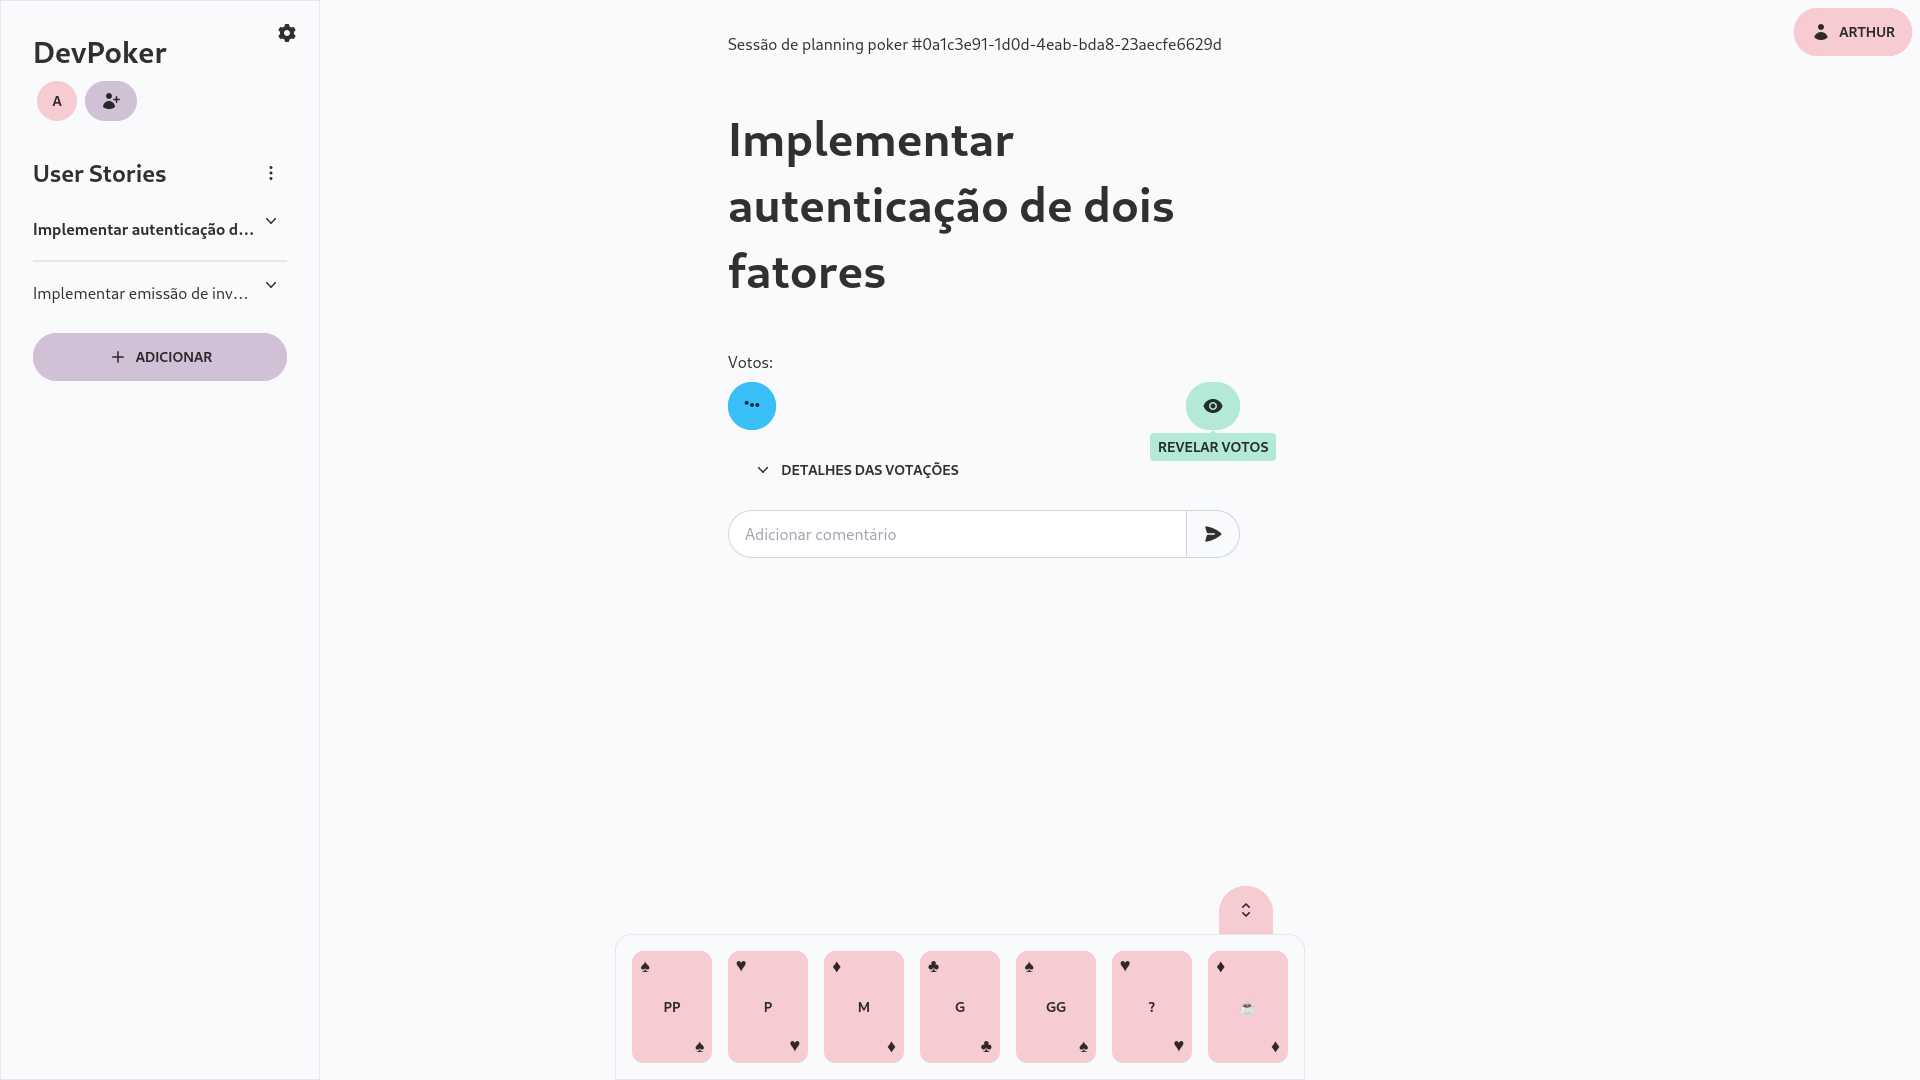 DevPoker
A
User Stories
Implementar autenticação d...
Implementar emissão de inv...
ADICIONAR
Sessão de planning poker #0a1c3e91-1d0d-4eab-bda8-23aecfe6629d
ARTHUR
Implementar
autenticação de dois
fatores
Votos:
REVELAR VOTOS
DETALHES DAS VOTAÇÕES
Adicionar comentário
♠ ♥ ♦ ♣ ♠ ♥ ♦
PP P M G GG ? ☕
♠ ♥ ♦ ♣ ♠ ♥ ♦